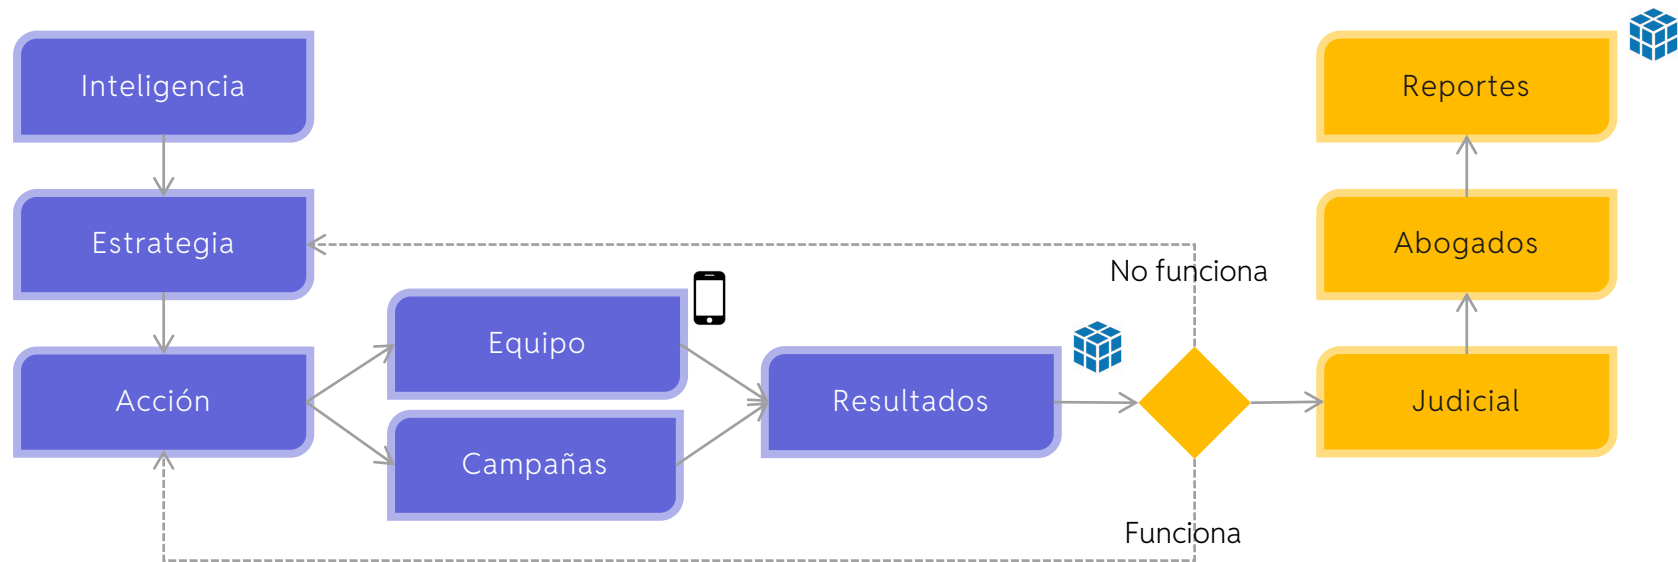 Inteligencia
Estrategia
Acción
Equipo
Campañas
Resultados
No funciona
Funciona
Reportes
Abogados
Judicial